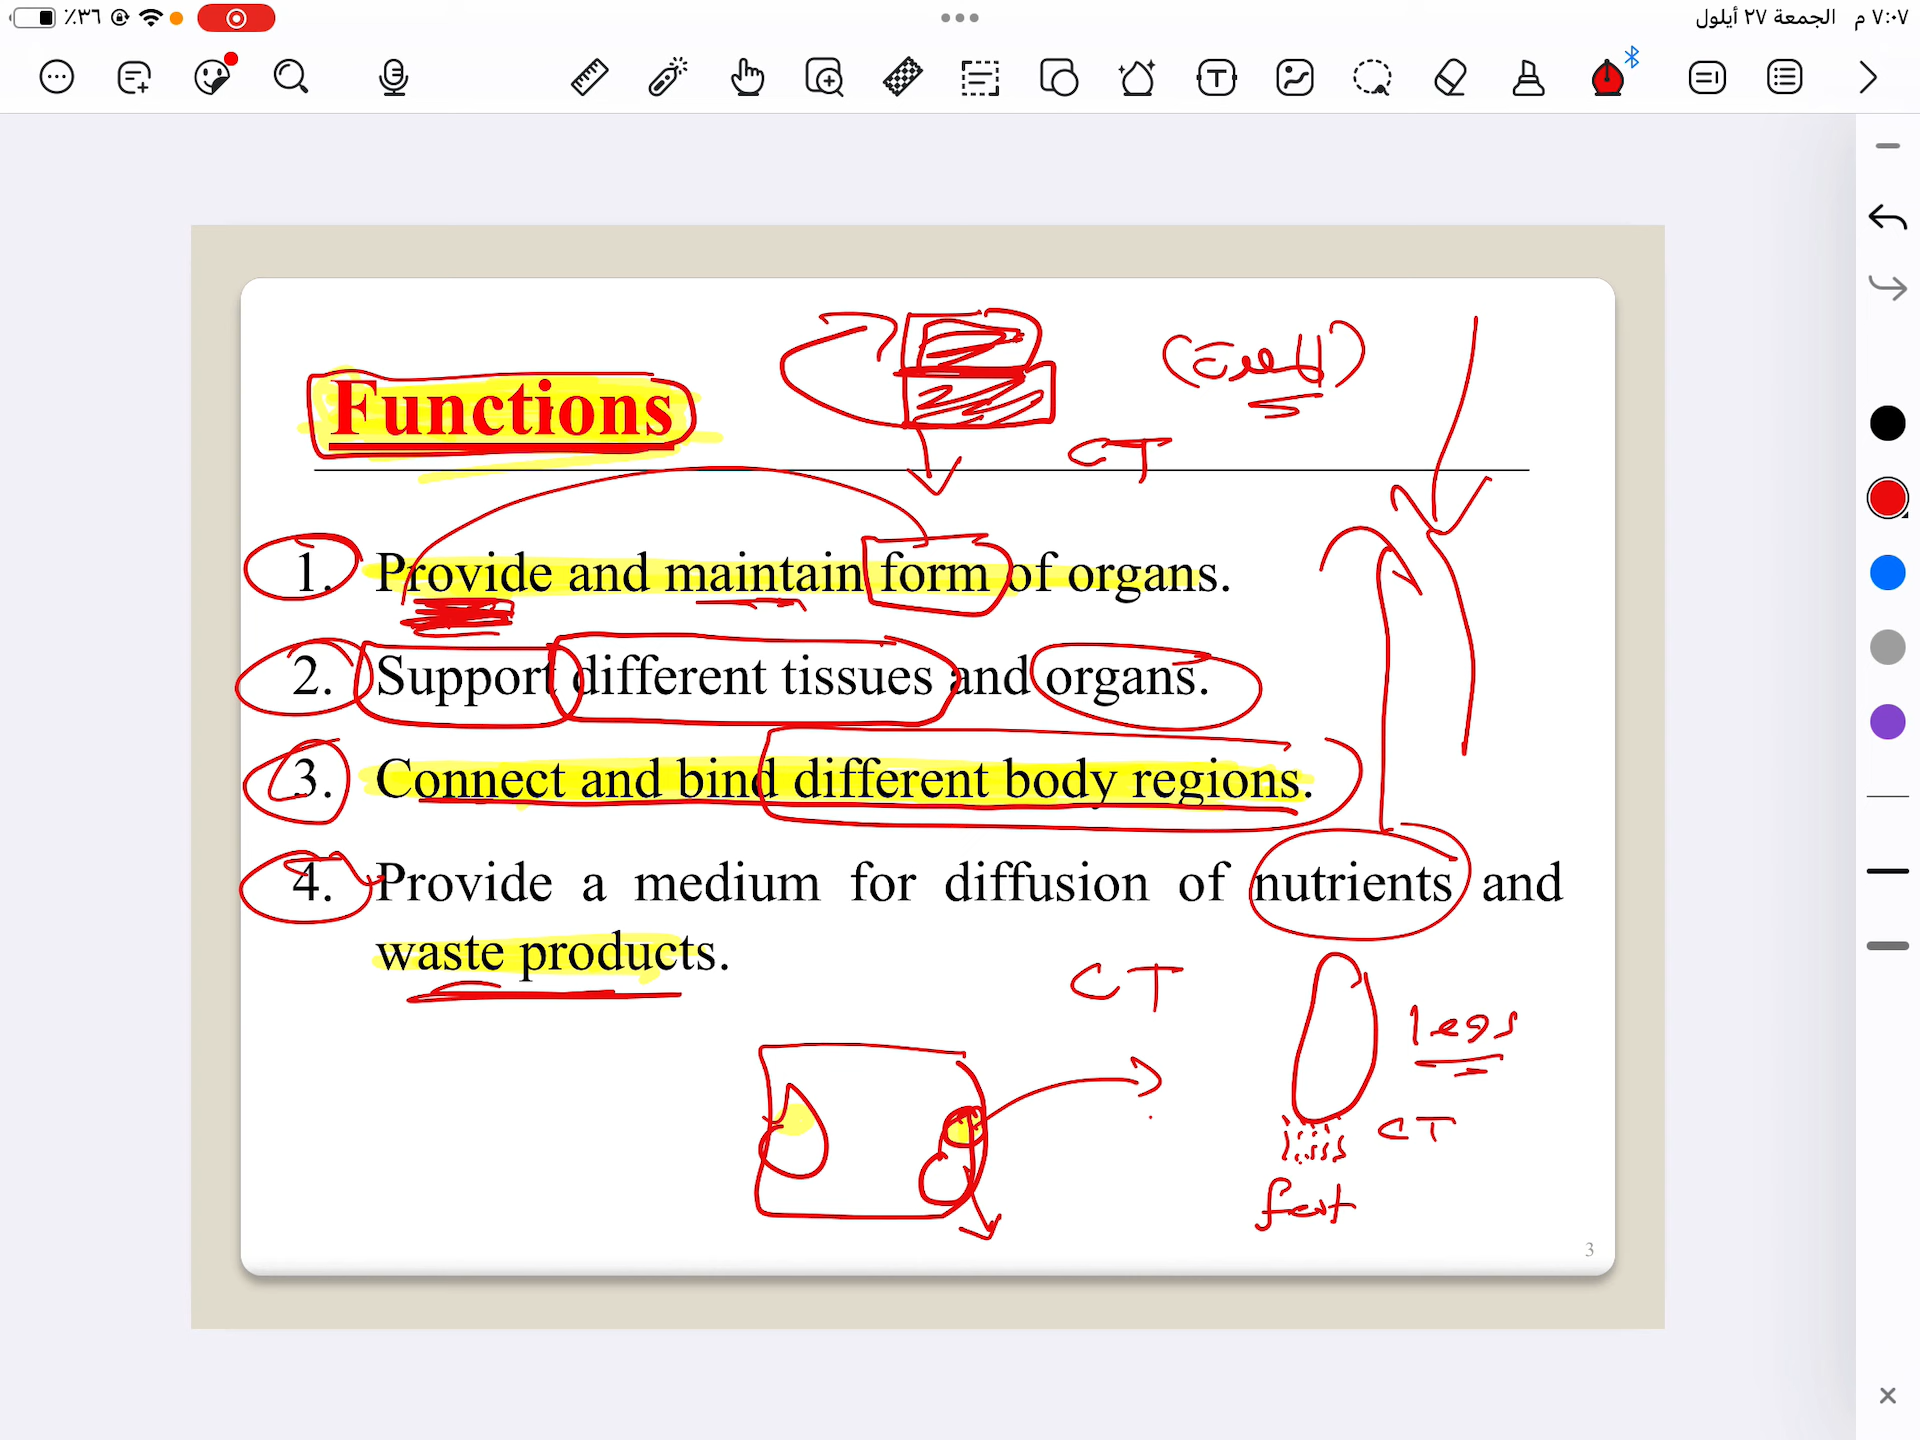 ٪٣٦
٧:٠٧ م الجمعة ٢٧ أيلول
Functions
CT
1. Provide and maintain form of organs.
2. Support different tissues and organs.
3. Connect and bind different body regions.
4. Provide a medium for diffusion of nutrients and
waste products.
CT
legs
CT
3